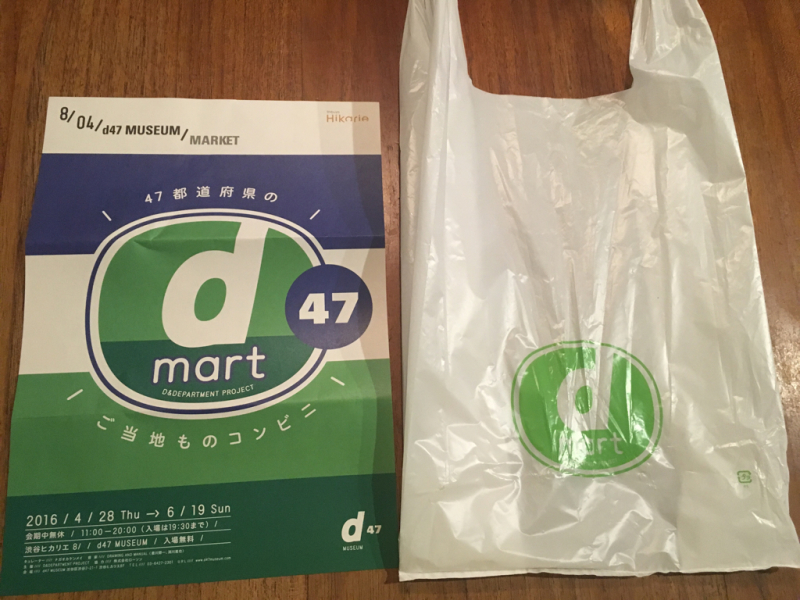 8/ 04/ d47 MUSEUM/ MARKET
Hikarie
47都道府県の
d
47
mart
D&DEPARTMENT PROJECT
ご当地ものコンビニ
2016 / 4 / 28 Thu → 6 / 19 Sun
会期中無休 / 11:00-20:00(入場は19:30まで) /
渋谷ヒカリエ 8/ / d47 MUSEUM / 入場無料 /
d 47
MUSEUM
d
mart